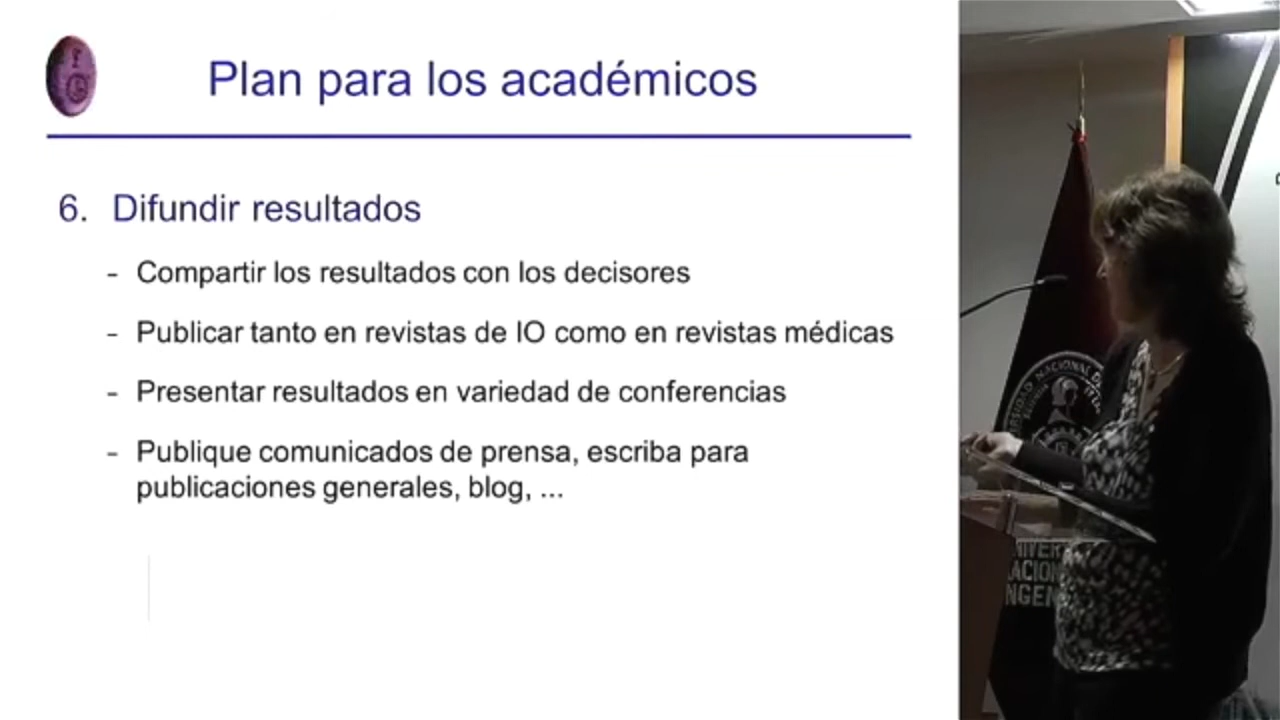 Plan para los académicos
6. Difundir resultados
- Compartir los resultados con los decisores
- Publicar tanto en revistas de IO como en revistas médicas
- Presentar resultados en variedad de conferencias
- Publique comunicados de prensa, escriba para
publicaciones generales, blog, ...
NACIONAL